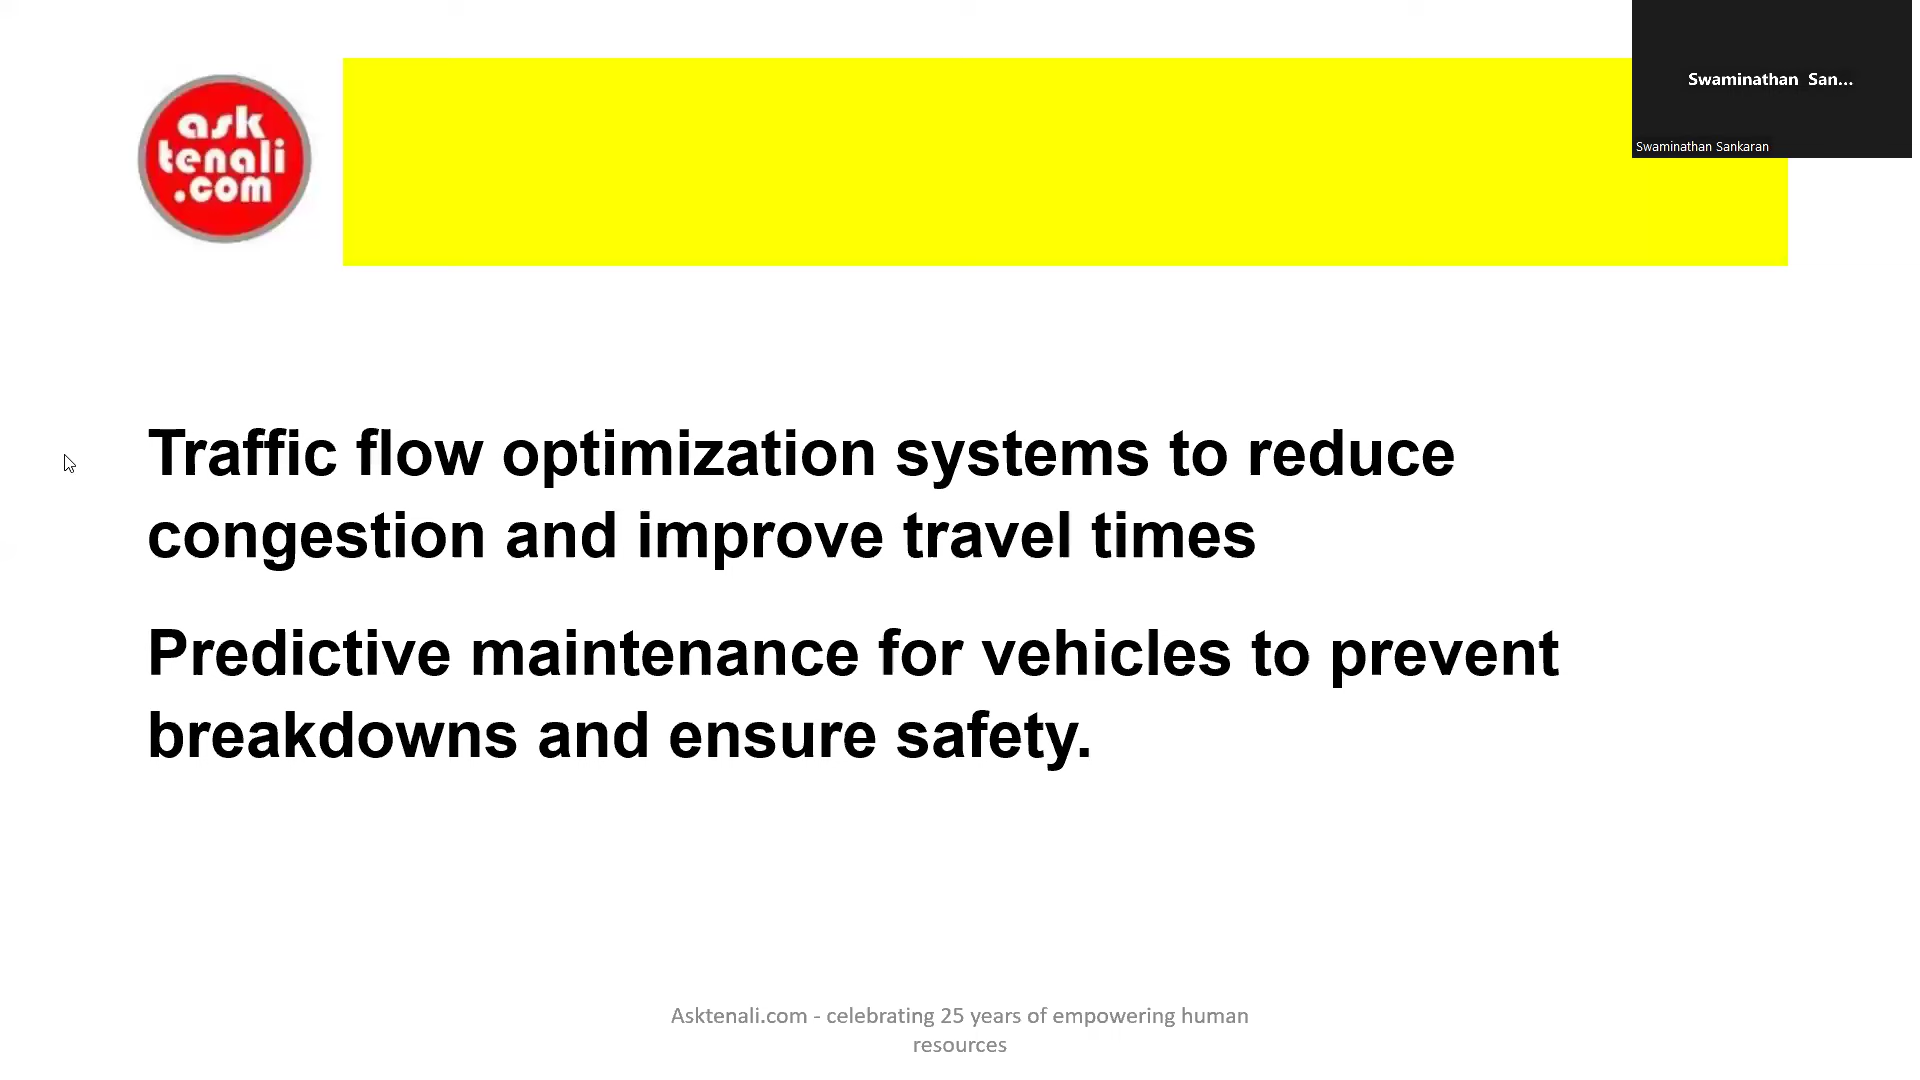 ask
tenali
.com
Swaminathan San...
Swaminathan Sankaran
Traffic flow optimization systems to reduce
congestion and improve travel times
Predictive maintenance for vehicles to prevent
breakdowns and ensure safety.
Asktenali.com - celebrating 25 years of empowering human
resources